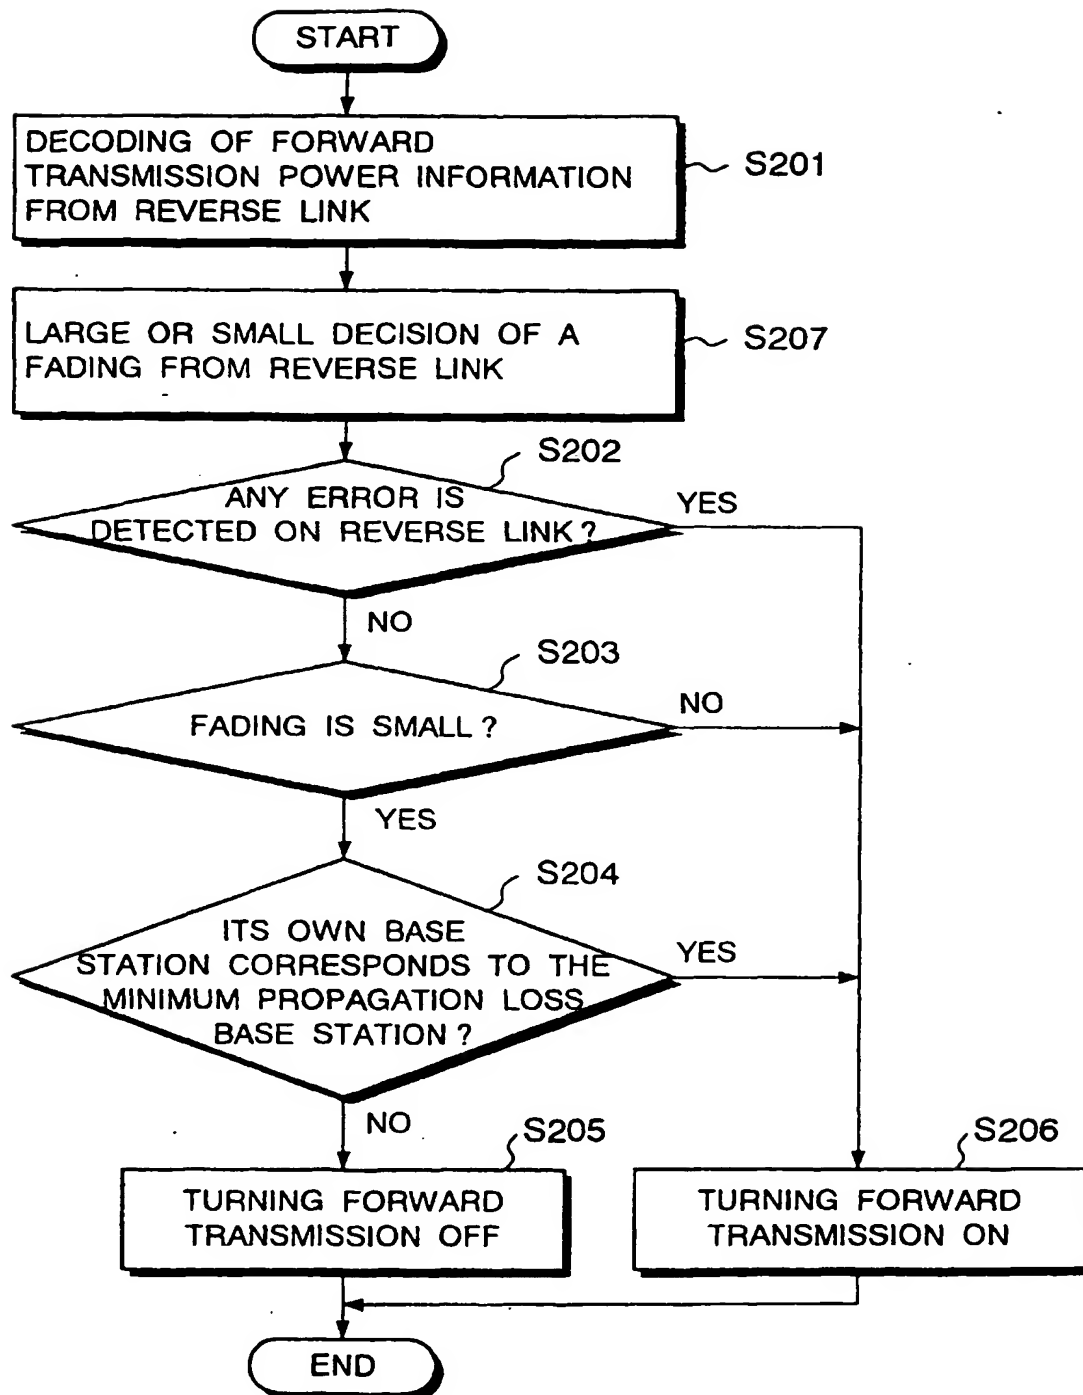 START
DECODING OF FORWARD
TRANSMISSION POWER INFORMATION
FROM REVERSE LINK
S201
LARGE OR SMALL DECISION OF A
FADING FROM REVERSE LINK
S207
S202
ANY ERROR IS
DETECTED ON REVERSE LINK?
YES
NO
S203
FADING IS SMALL?
NO
YES
S204
ITS OWN BASE
STATION CORRESPONDS TO THE
MINIMUM PROPAGATION LOSS
BASE STATION?
YES
NO
S205
TURNING FORWARD
TRANSMISSION OFF
S206
TURNING FORWARD
TRANSMISSION ON
END